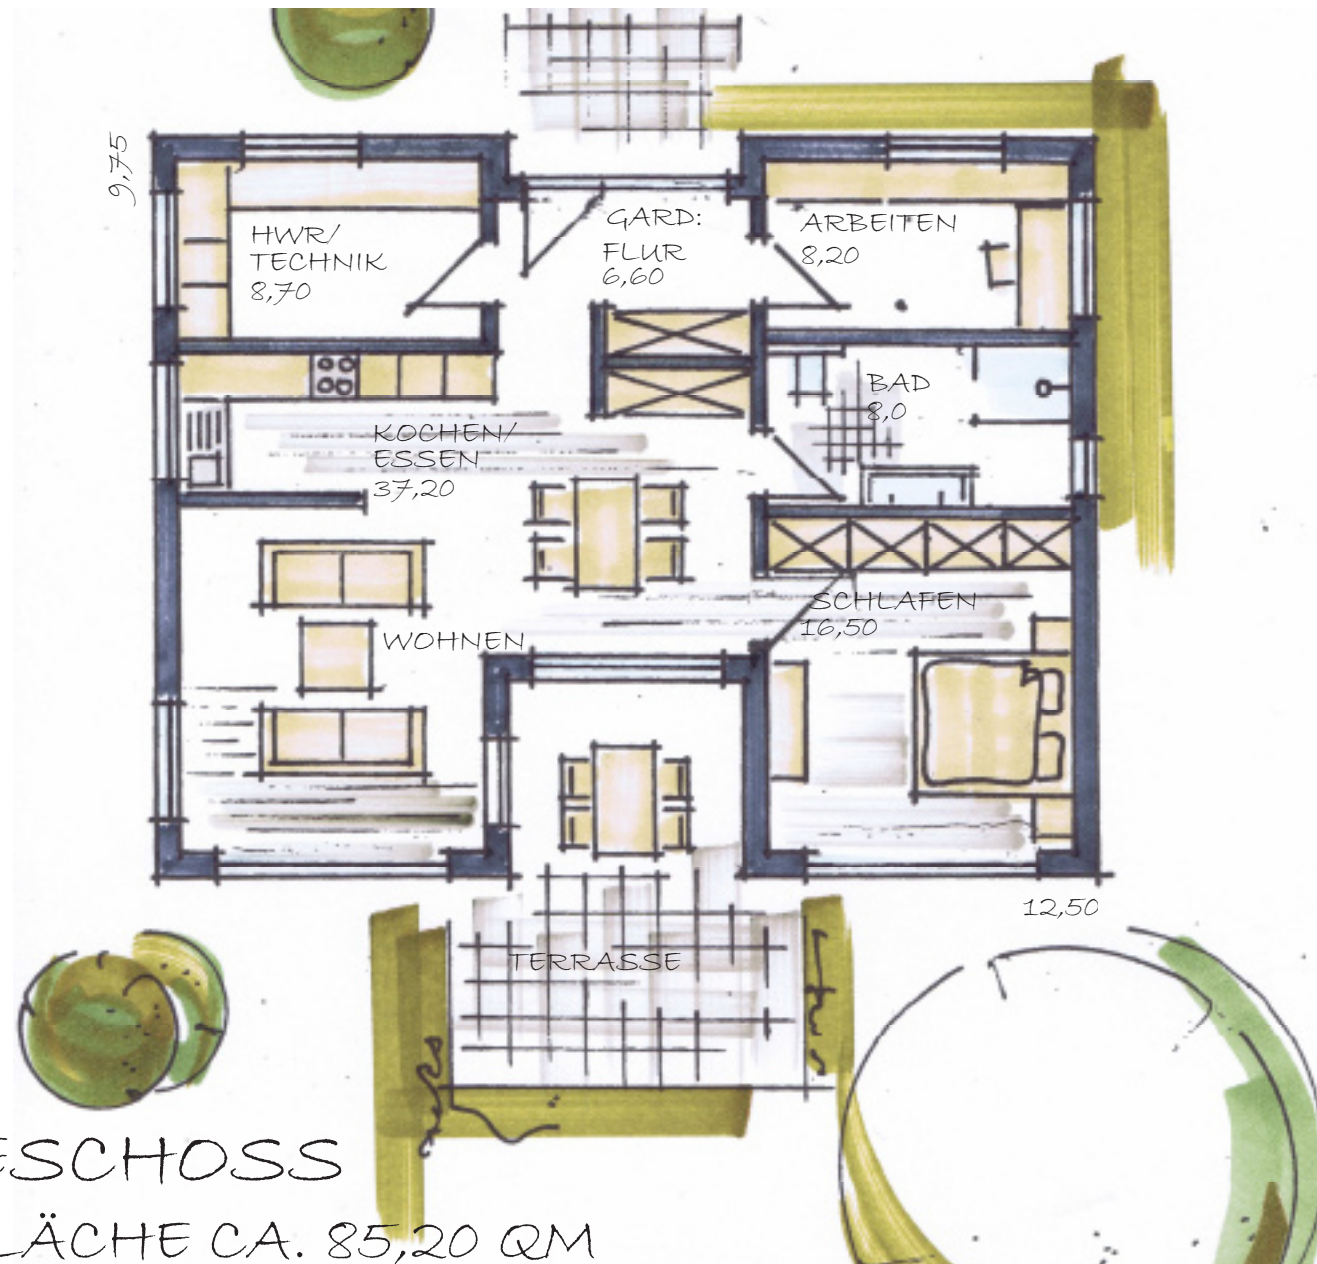 9,75
HWR/
TECHNIK
8,70
GARD:
FLUR
6,60
ARBEITEN
8,20
BAD
8,0
KOCHEN/
ESSEN
37,20
SCHLAFEN
16,50
WOHNEN
12,50
TERRASSE
ESCHOSS
LÄCHE CA. 85,20 QM